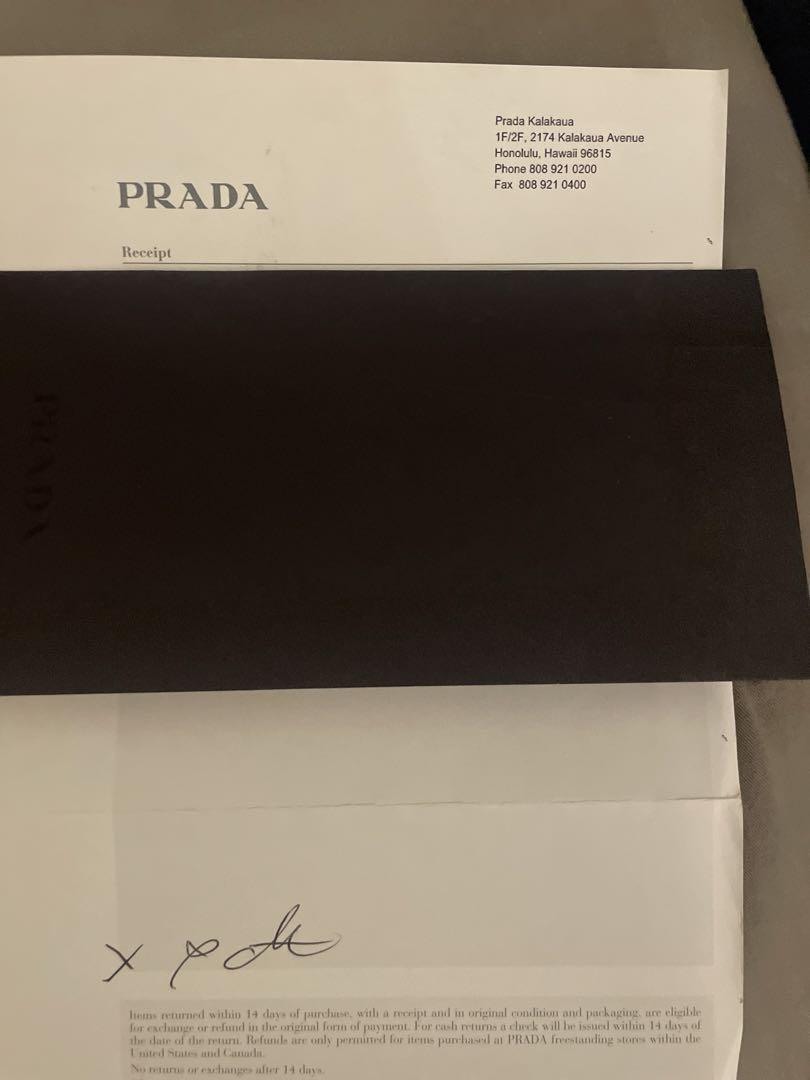 Prada Kalakaua
1F/2F, 2174 Kalakaua Avenue
Honolulu, Hawaii 96815
Phone 808 921 0200
Fax 808 921 0400
PRADA
Receipt
PRADA
X
Items returned within 14 days of purchase, with a receipt and in original condition and packaging, are eligible
for exchange or refund in the original form of payment. For cash returns a check will be issued within 14 days of
the date of the return. Refunds are only permitted for items purchased at PRADA freestanding stores within the
United States and Canada.
No returns or exchanges after 14 days.